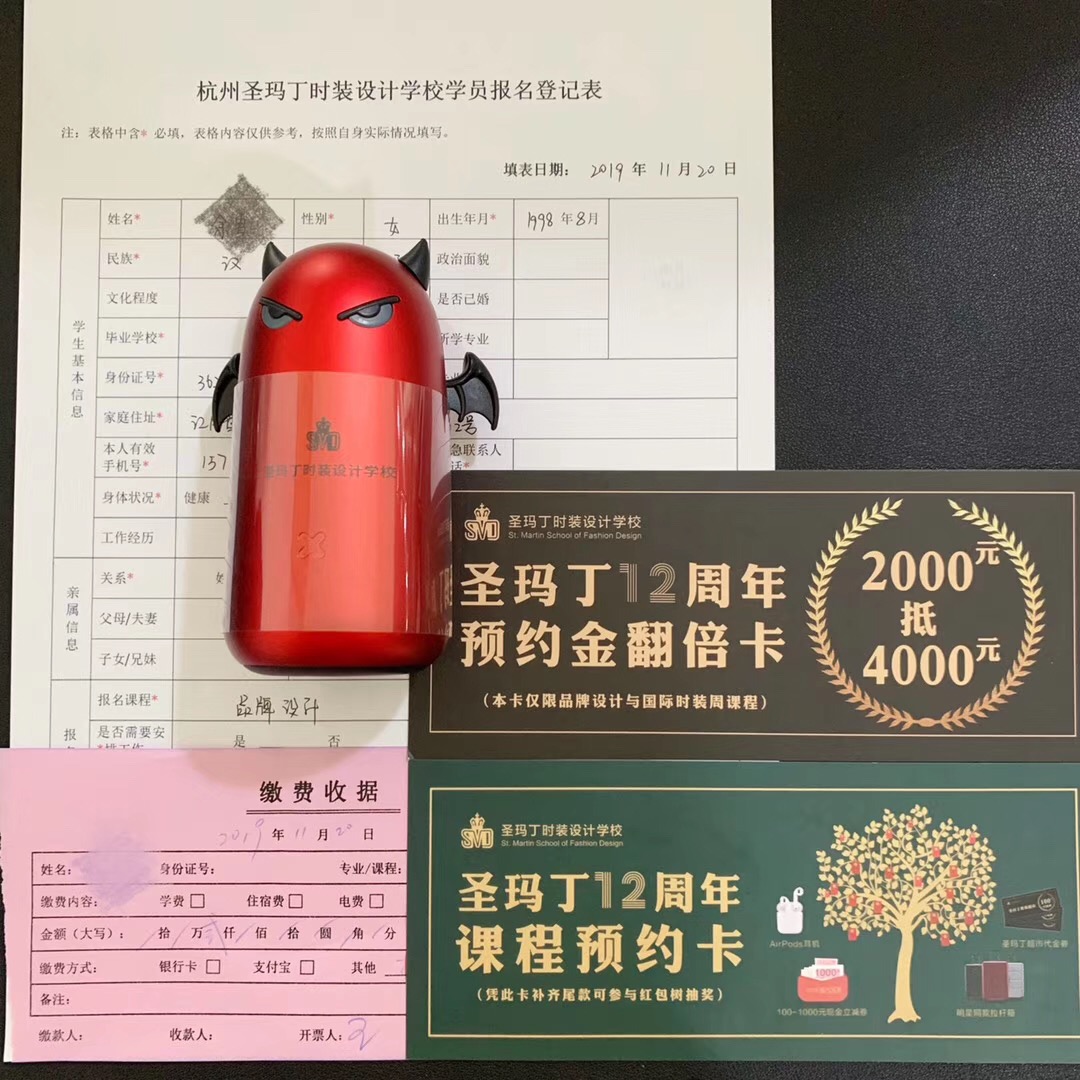 杭州圣玛丁时装设计学校学员报名登记表
注：表格中含* 必填，表格内容仅供参考，按照自身实际情况填写。
填表日期： 2019 年 11 月 20 日
学生基本信息
姓名* 性别* 女 出生年月* 1998 年 8 月
民族* 汉 政治面貌
文化程度 是否已婚
毕业学校* 所学专业
身份证号*
家庭住址* 号
本人有效 急联系人
手机号* 157 话*
身体状况* 健康
工作经历
亲属信息
关系*
父母/夫妻
子女/兄妹
报
报名课程* 品牌设计
是否需要安 是 否
SVD
圣玛丁时装设计学校
SVD
圣玛丁时装设计学校
St. Martin School of Fashion Design
圣玛丁12周年
预约金翻倍卡
（本卡仅限品牌设计与国际时装周课程）
2000元
抵
4000元
缴费收据
2019 年 11 月 20 日
姓名： 身份证号： 专业/课程：
缴费内容： 学费 □ 住宿费 □ 电费 □
金额（大写）： 拾 万 仟 佰 拾 圆 角 分
缴费方式： 银行卡 □ 支付宝 □ 其他
备注：
缴款人： 收款人： 开票人：
SVD
圣玛丁时装设计学校
St. Martin School of Fashion Design
圣玛丁12周年
课程预约卡
（凭此卡补齐尾款可参与红包树抽奖）
AirPods耳机
1000
100-1000元现金立减券
100
圣玛丁超市代金券